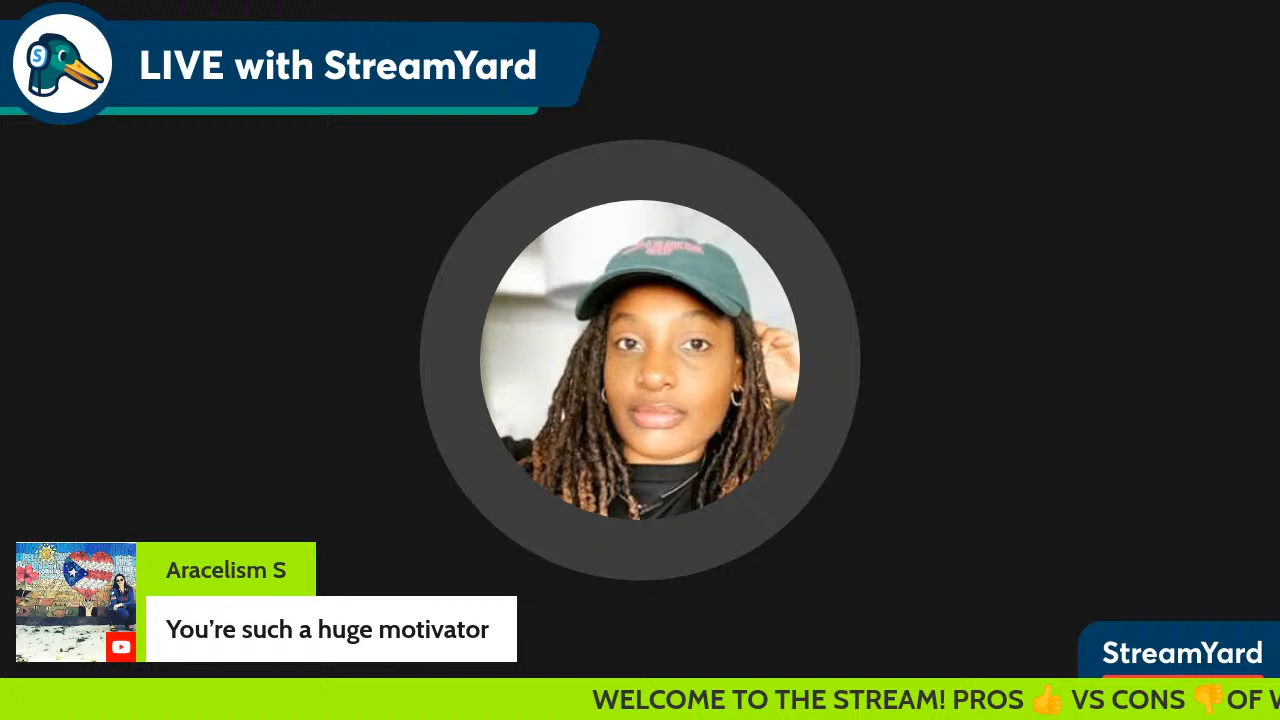 S
LIVE with StreamYard
Aracelism S
You're such a huge motivator
StreamYard
WELCOME TO THE STREAM! PROS 👍 VS CONS 👎OF W